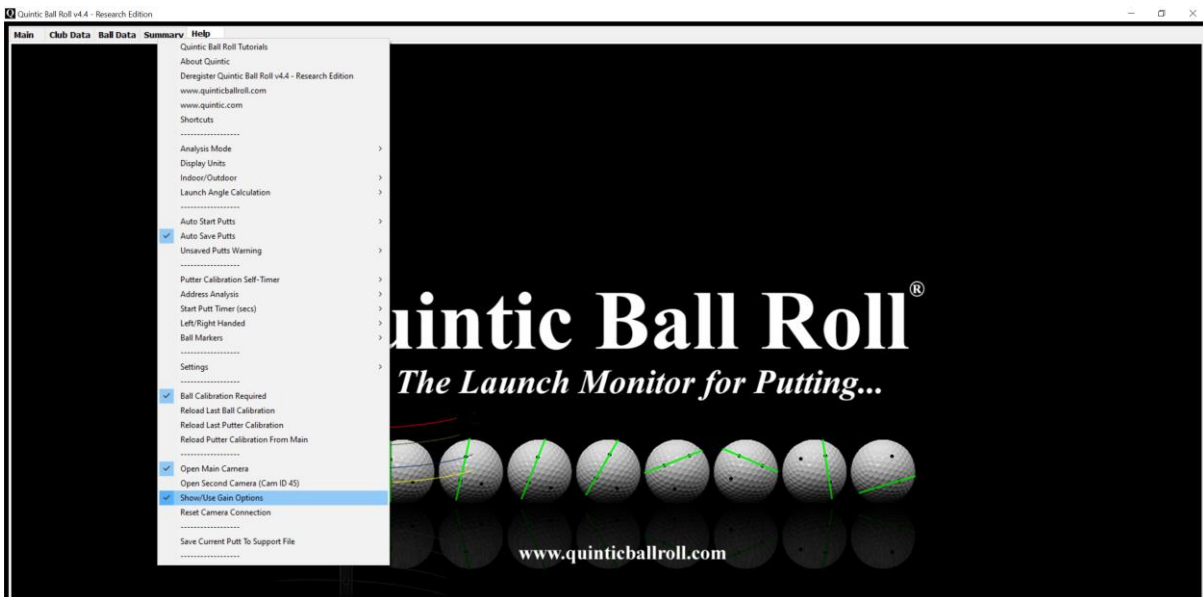 Quintic Ball Roll v4.4 - Research Edition
Main Club Data Ball Data Summary Help
Quintic Ball Roll Tutorials
About Quintic
Deregister Quintic Ball Roll v4.4 - Research Edition
www.quinticballroll.com
www.quintic.com
Shortcuts
------------------
Analysis Mode
Display Units
Indoor/Outdoor
Launch Angle Calculation
------------------
Auto Start Putts
Auto Save Putts
Unsaved Putts Warning
------------------
Putter Calibration Self-Timer
Address Analysis
Start Putt Timer (secs)
Left/Right Handed
Ball Markers
------------------
Settings
------------------
Ball Calibration Required
Reload Last Ball Calibration
Reload Last Putter Calibration
Reload Putter Calibration From Main
------------------
Open Main Camera
Open Second Camera (Cam ID 45)
Show/Use Gain Options
Reset Camera Connection
------------------
Save Current Putt To Support File
------------------
uintic Ball Roll®
The Launch Monitor for Putting...
www.quinticballroll.com